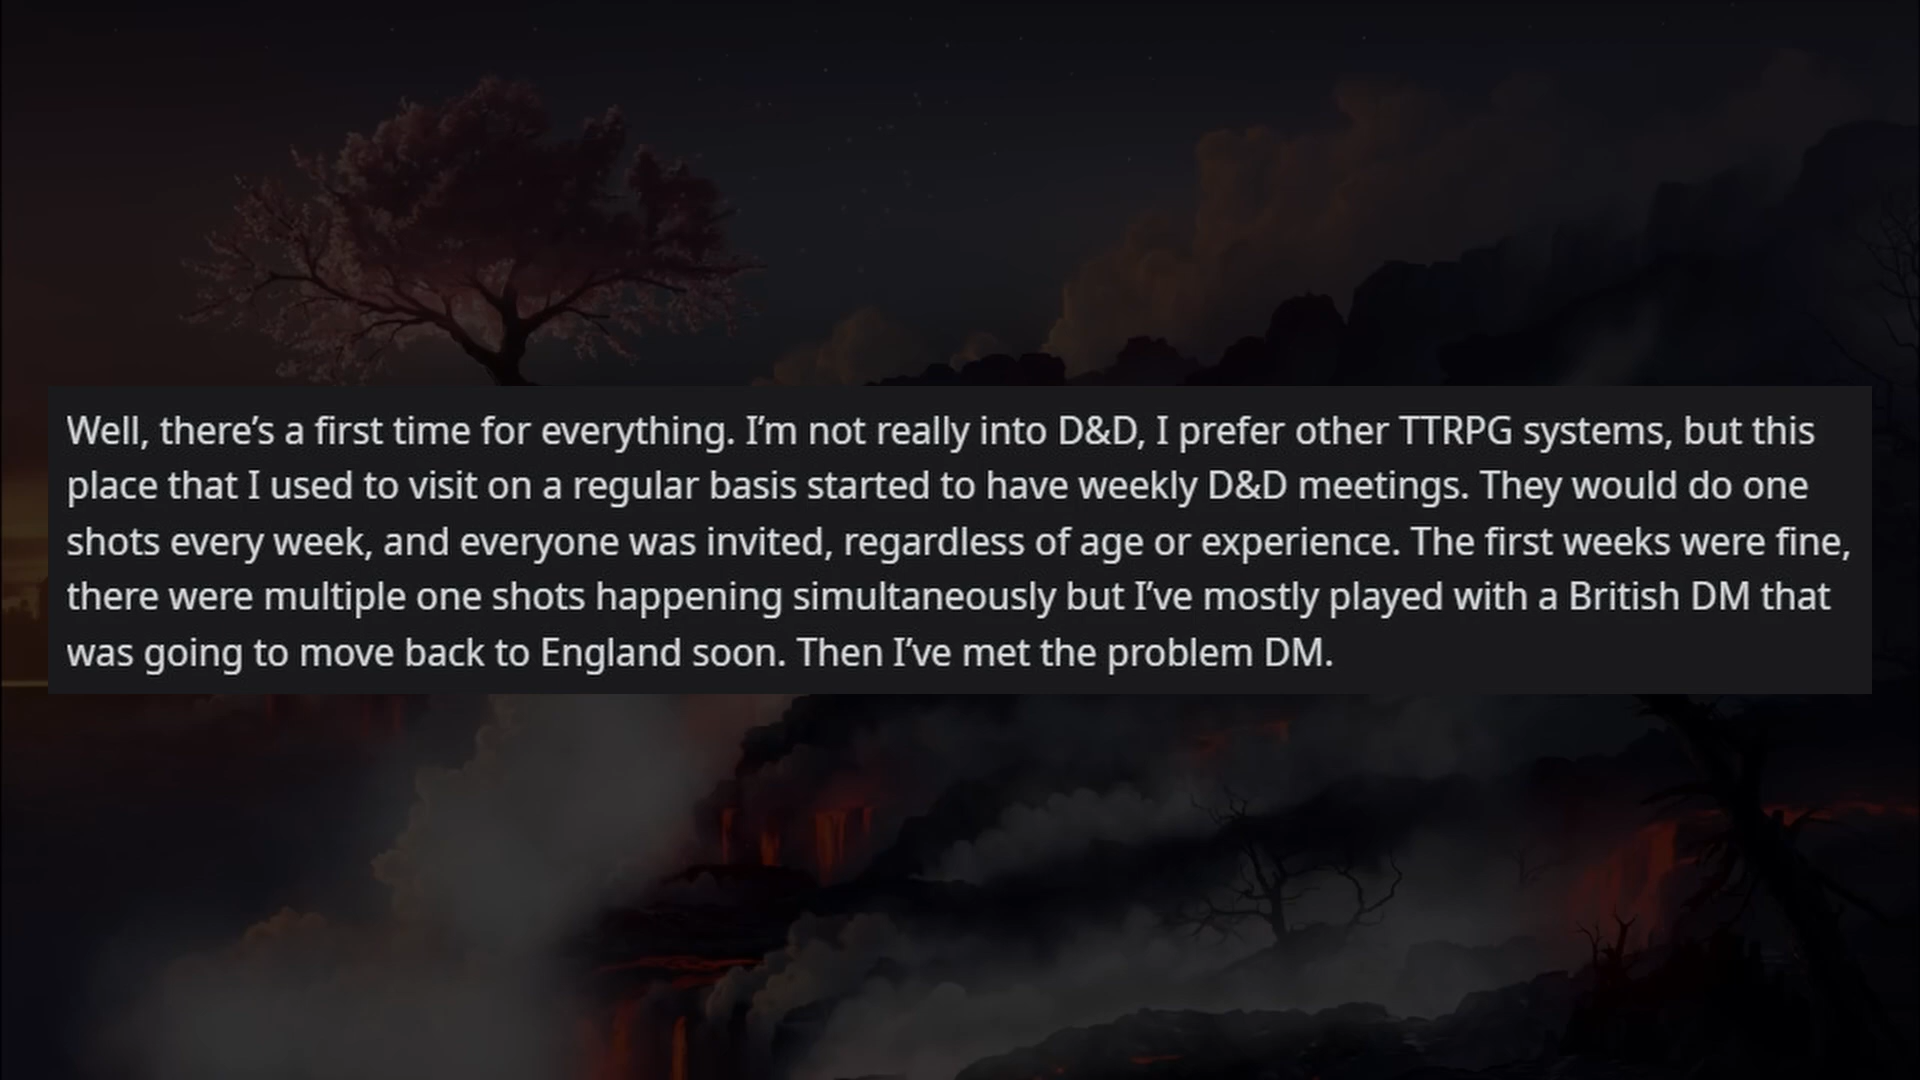 Well, there’s a first time for everything. I’m not really into D&D, I prefer other TTRPG systems, but this
place that I used to visit on a regular basis started to have weekly D&D meetings. They would do one
shots every week, and everyone was invited, regardless of age or experience. The first weeks were fine,
there were multiple one shots happening simultaneously but I’ve mostly played with a British DM that
was going to move back to England soon. Then I’ve met the problem DM.